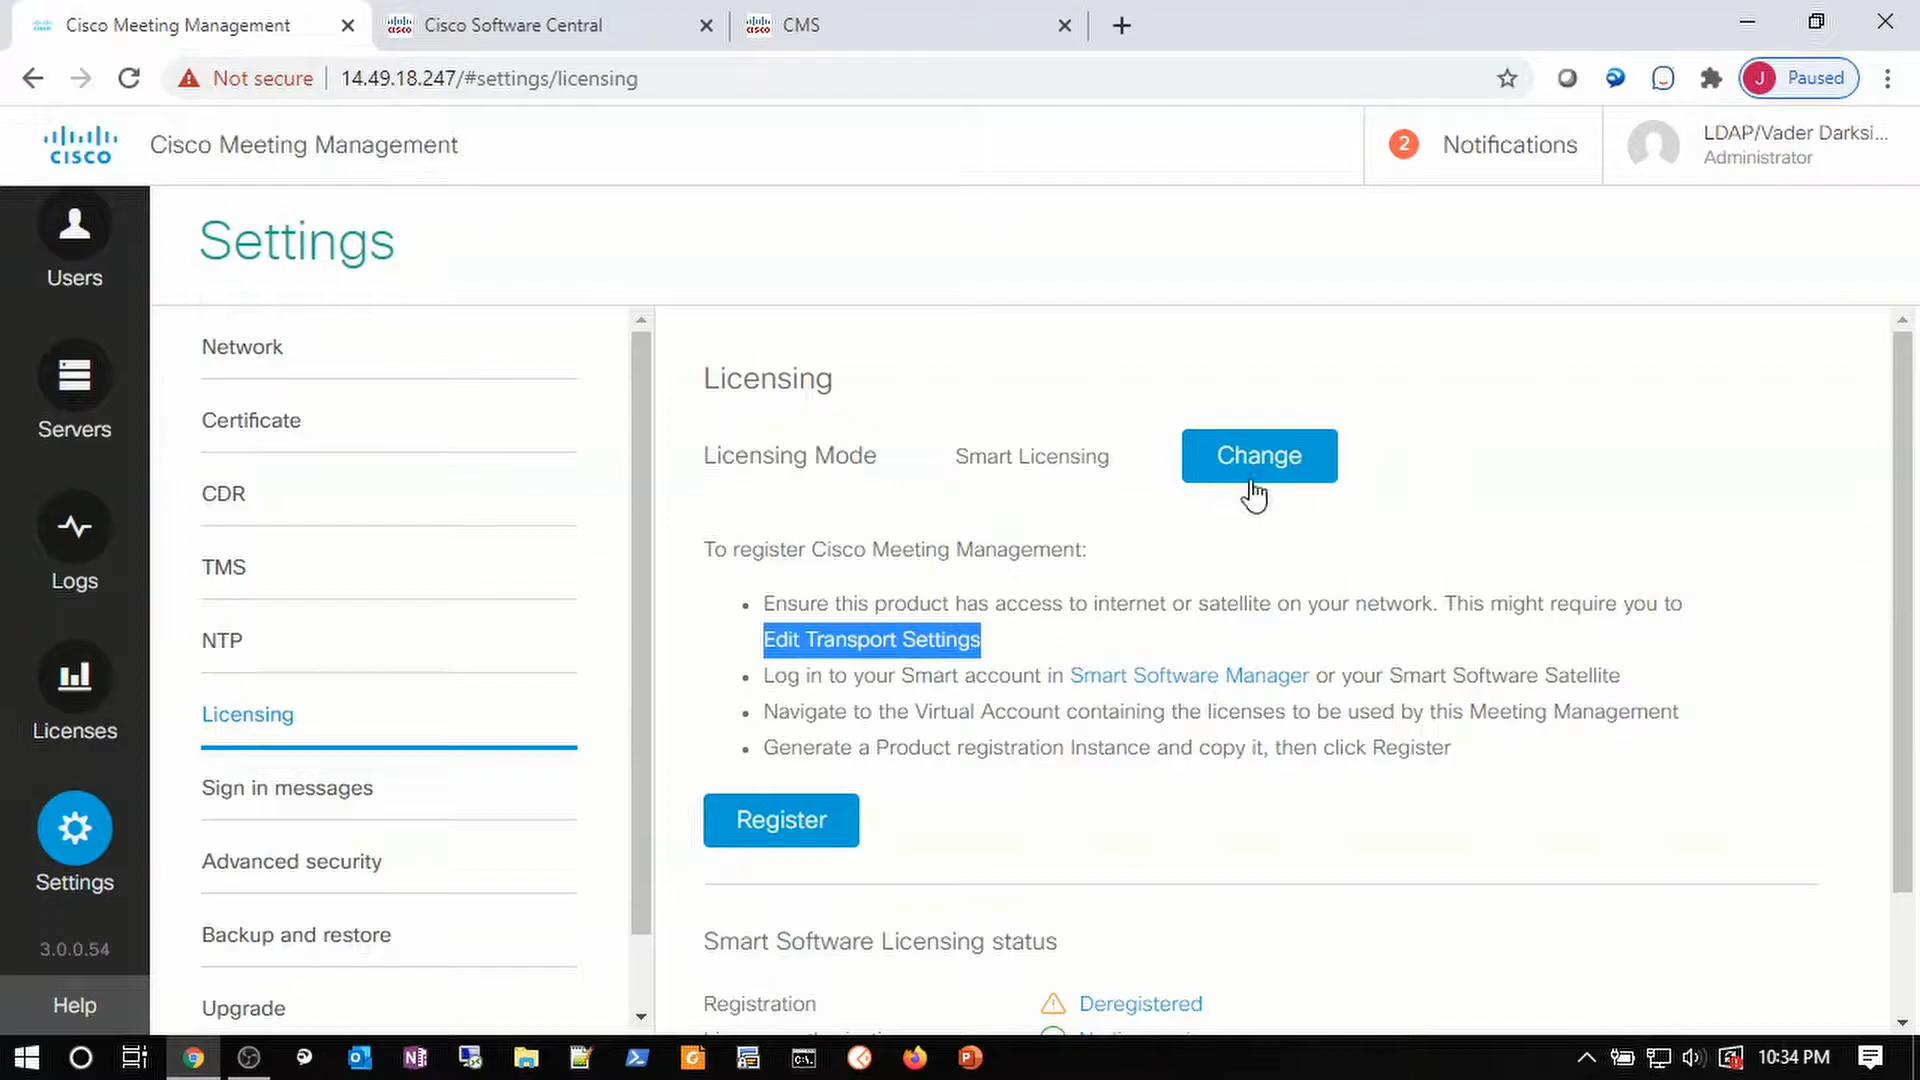 Cisco Meeting Management
Cisco Software Central
CMS
Not secure
14.49.18.247/#settings/licensing
J
Paused
CISCO
Cisco Meeting Management
2
Notifications
LDAP/Vader Darksi...
Administrator
Users
Servers
Logs
Licenses
Settings
3.0.0.54
Help
Settings
Network
Certificate
CDR
TMS
NTP
Licensing
Sign in messages
Advanced security
Backup and restore
Upgrade
Licensing
Licensing Mode
Smart Licensing
Change
To register Cisco Meeting Management:
• Ensure this product has access to internet or satellite on your network. This might require you to
Edit Transport Settings
• Log in to your Smart account in Smart Software Manager or your Smart Software Satellite
• Navigate to the Virtual Account containing the licenses to be used by this Meeting Management
• Generate a Product registration Instance and copy it, then click Register
Register
Smart Software Licensing status
Registration
Deregistered
10:34 PM